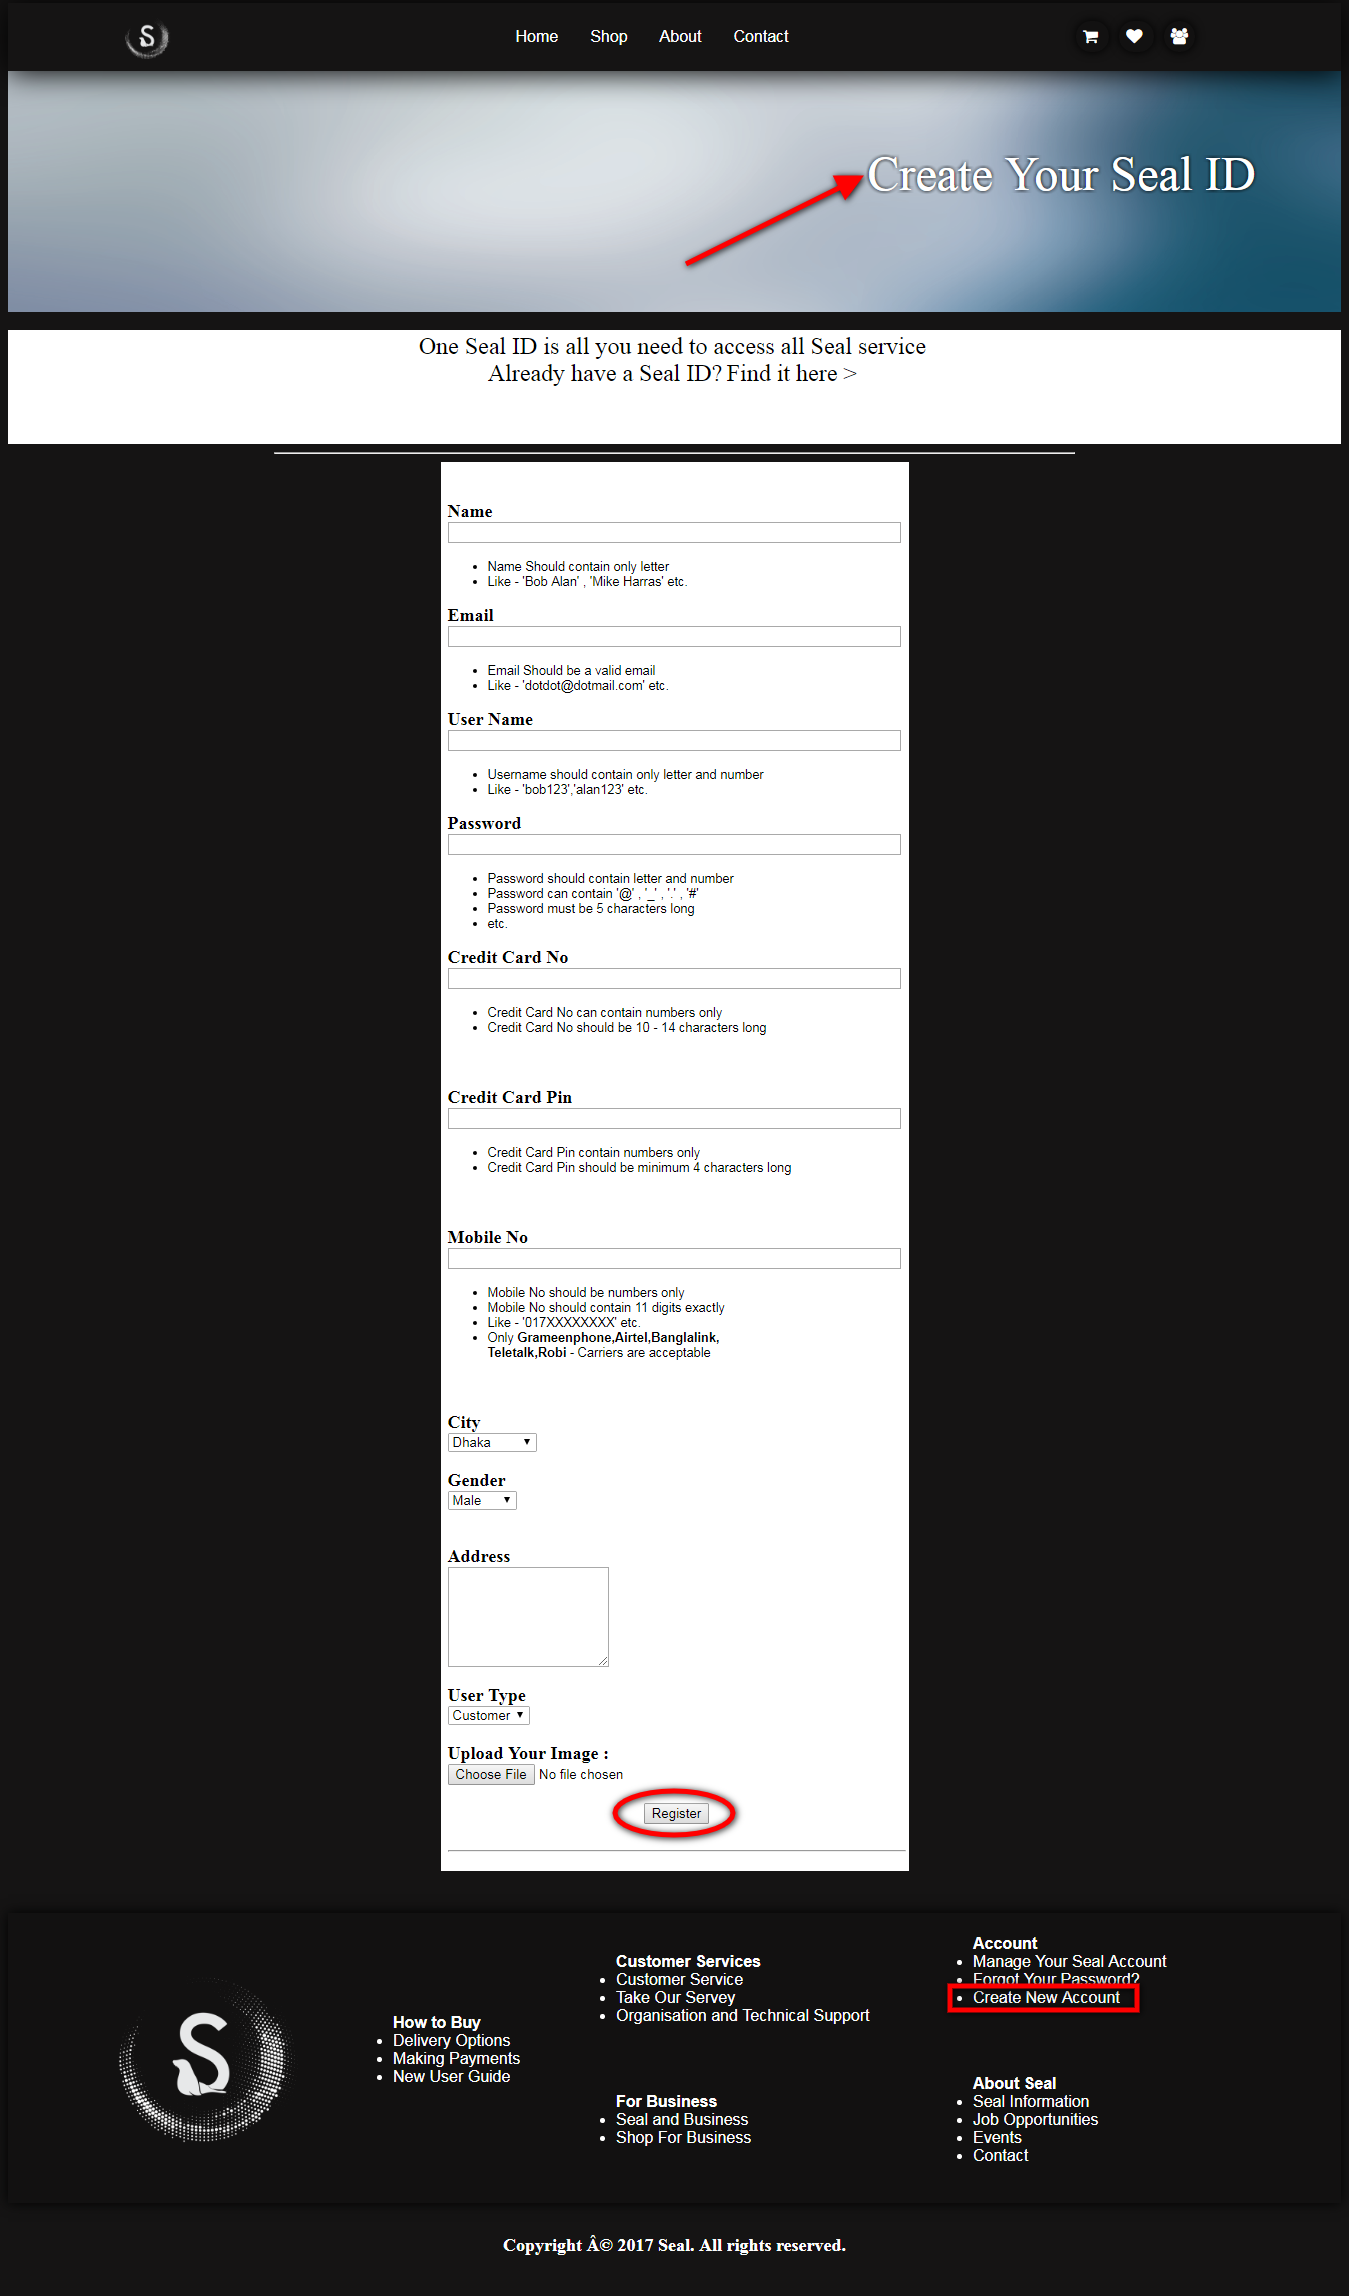 S
Home Shop About Contact
Create Your Seal ID
One Seal ID is all you need to access all Seal service
Already have a Seal ID? Find it here >
Name
Name Should contain only letter
Like - 'Bob Alan' , 'Mike Harras' etc.
Email
Email Should be a valid email
Like - 'dotdot@dotmail.com' etc.
User Name
Username should contain only letter and number
Like - 'bob123','alan123' etc.
Password
Password should contain letter and number
Password can contain '@' , '_' , '.' , '#'
Password must be 5 characters long
etc.
Credit Card No
Credit Card No can contain numbers only
Credit Card No should be 10 - 14 characters long
Credit Card Pin
Credit Card Pin contain numbers only
Credit Card Pin should be minimum 4 characters long
Mobile No
Mobile No should be numbers only
Mobile No should contain 11 digits exactly
Like - '017XXXXXXXX' etc.
Only Grameenphone,Airtel,Banglalink,
Teletalk,Robi - Carriers are acceptable
City
Dhaka
Gender
Male
Address
User Type
Customer
Upload Your Image :
Choose File No file chosen
Register
S
How to Buy
Delivery Options
Making Payments
New User Guide
Customer Services
Customer Service
Take Our Servey
Organisation and Technical Support
For Business
Seal and Business
Shop For Business
Account
Manage Your Seal Account
Forgot Your Password?
Create New Account
About Seal
Seal Information
Job Opportunities
Events
Contact
Copyright Â© 2017 Seal. All rights reserved.